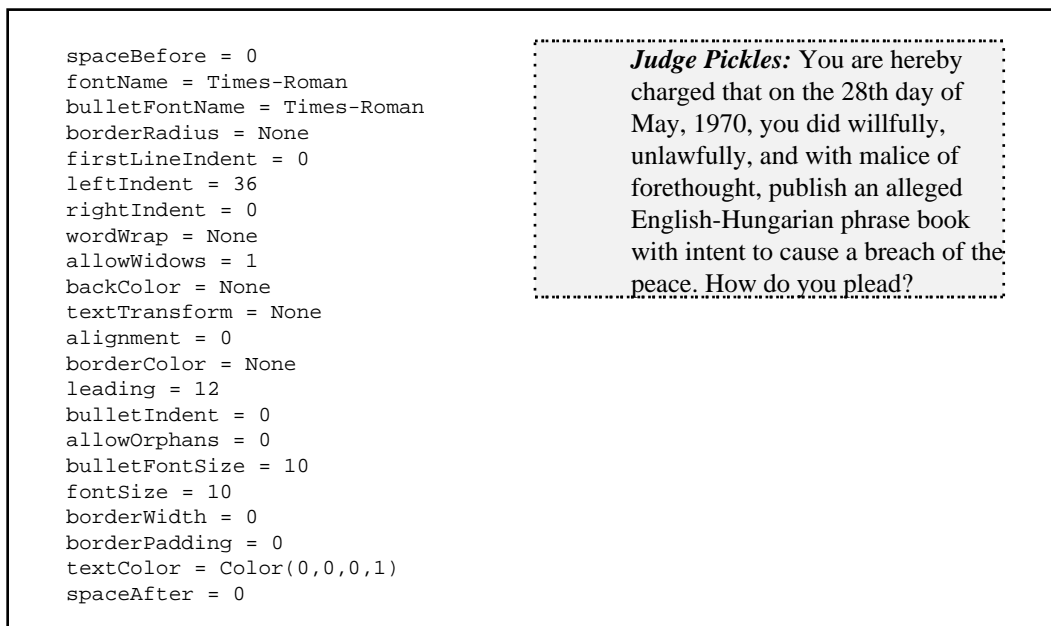 spaceBefore = 0
fontName = Times-Roman
bulletFontName = Times-Roman
borderRadius = None
firstLineIndent = 0
leftIndent = 36
rightIndent = 0
wordWrap = None
allowWidows = 1
backColor = None
textTransform = None
alignment = 0
borderColor = None
leading = 12
bulletIndent = 0
allowOrphans = 0
bulletFontSize = 10
fontSize = 10
borderWidth = 0
borderPadding = 0
textColor = Color(0,0,0,1)
spaceAfter = 0
Judge Pickles: You are hereby
charged that on the 28th day of
May, 1970, you did willfully,
unlawfully, and with malice of
forethought, publish an alleged
English-Hungarian phrase book
with intent to cause a breach of the
peace. How do you plead?